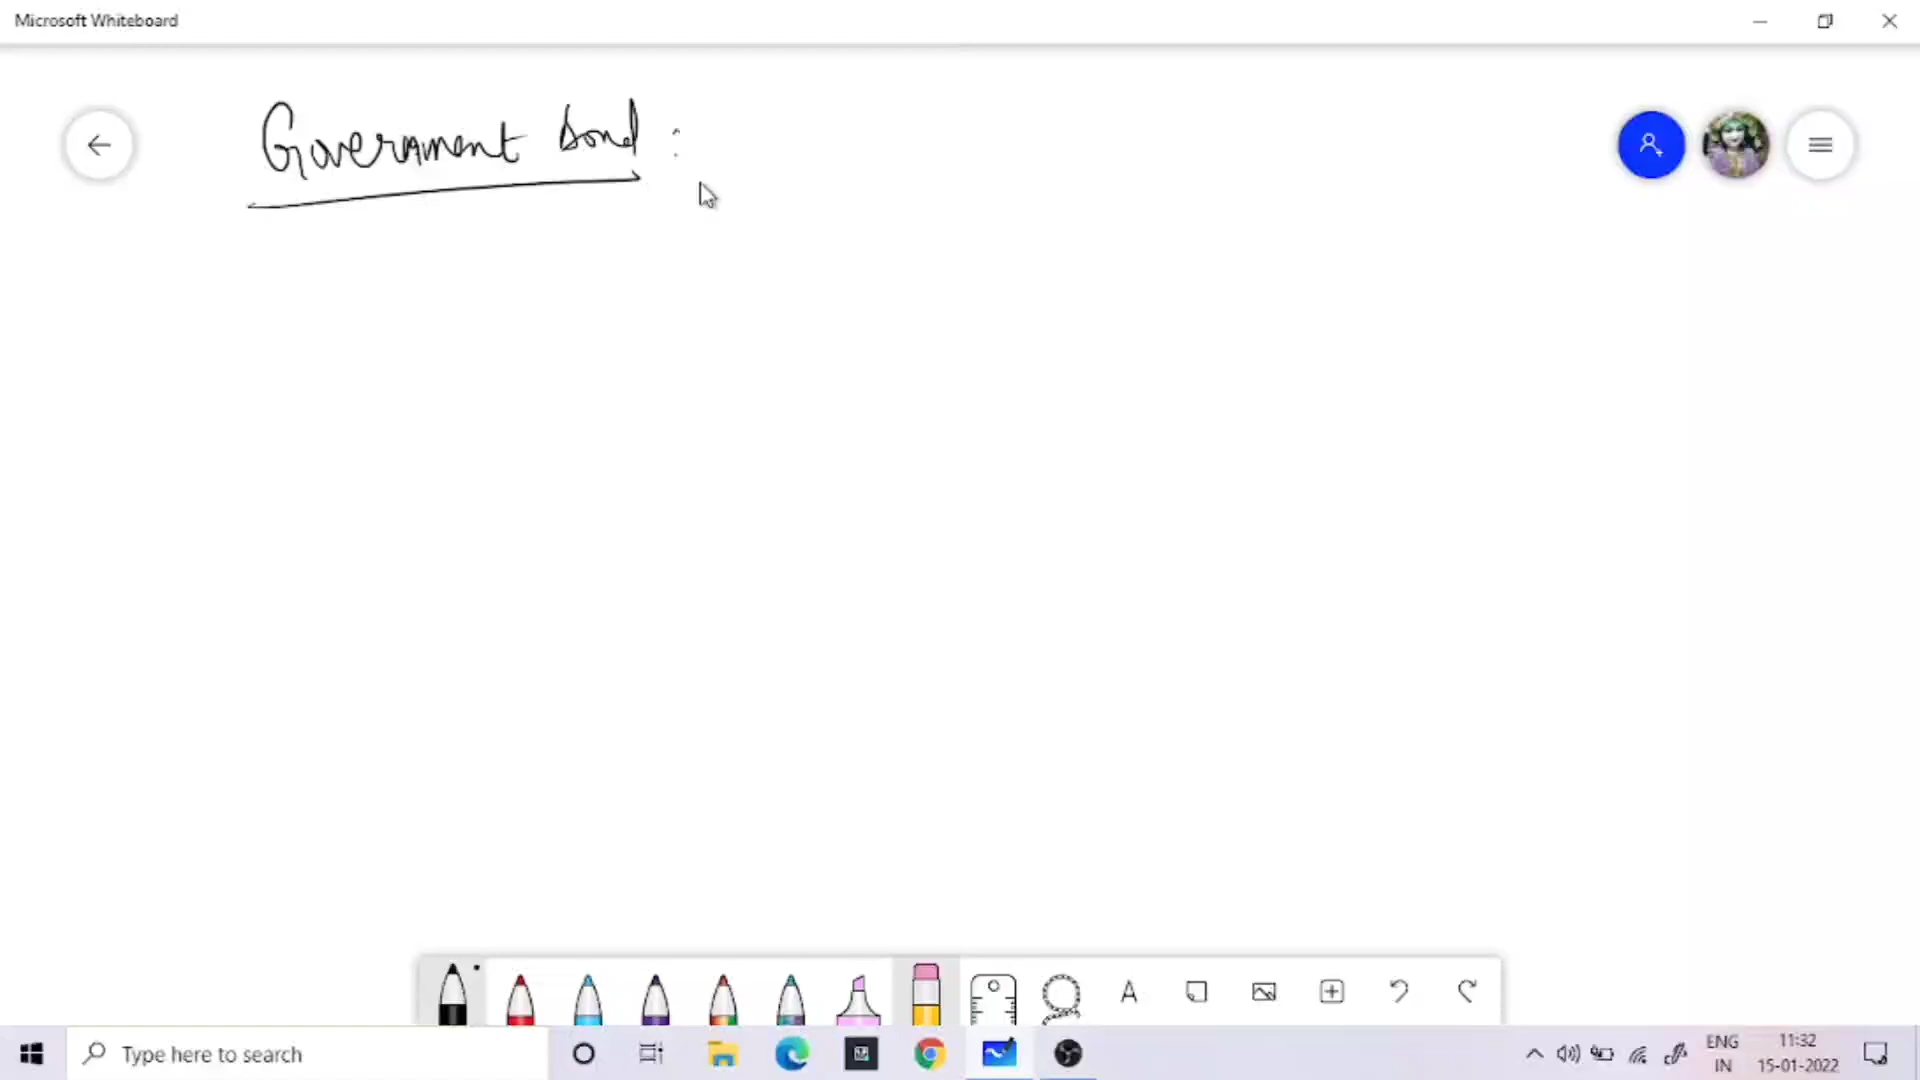 Microsoft Whiteboard
Government bond :
A
Type here to search
ENG
IN
11:32
15-01-2022